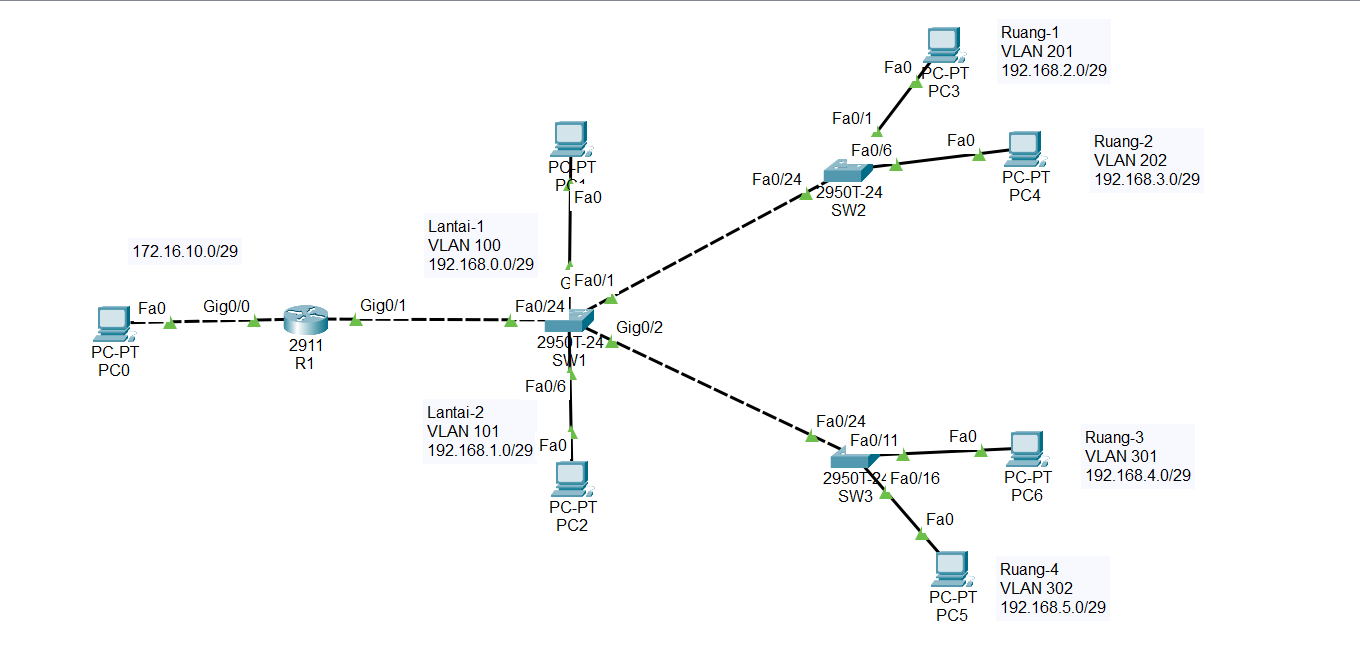 Ruang-1
VLAN 201
192.168.2.0/29
Fa0
PC-PT
PC3
Fa0/1
Fa0/6
Fa0
Ruang-2
VLAN 202
192.168.3.0/29
PC-PT
PC4
Fa0/24
2950T-24
SW2
PC-PT
PC1
Fa0
Lantai-1
VLAN 100
192.168.0.0/29
172.16.10.0/29
G
Fa0/1
Fa0
Gig0/0
Gig0/1
Fa0/24
PC-PT
PC0
2911
R1
2950T-24
SW1
Gig0/2
Fa0/6
Lantai-2
VLAN 101
192.168.1.0/29
Fa0
PC-PT
PC2
Fa0/24
Fa0/11
Fa0
2950T-24
SW3
Fa0/16
PC-PT
PC6
Ruang-3
VLAN 301
192.168.4.0/29
Fa0
PC-PT
PC5
Ruang-4
VLAN 302
192.168.5.0/29